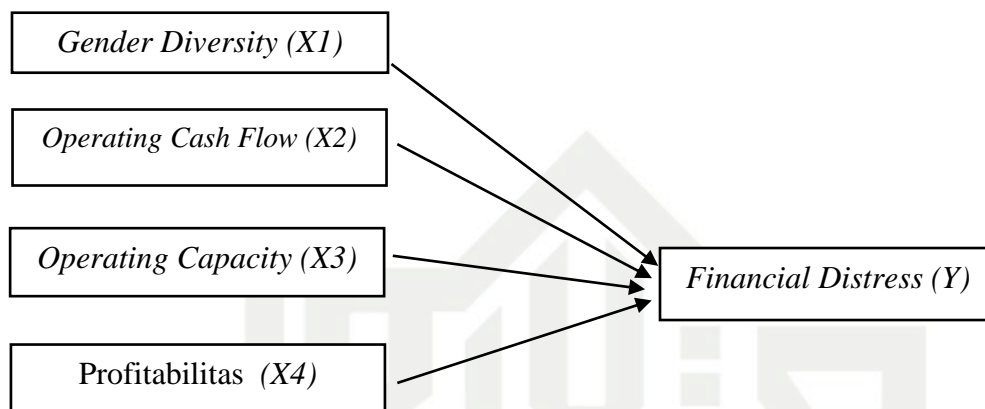 Gender Diversity (X1)
Operating Cash Flow (X2)
Operating Capacity (X3)
Financial Distress (Y)
Profitabilitas (X4)